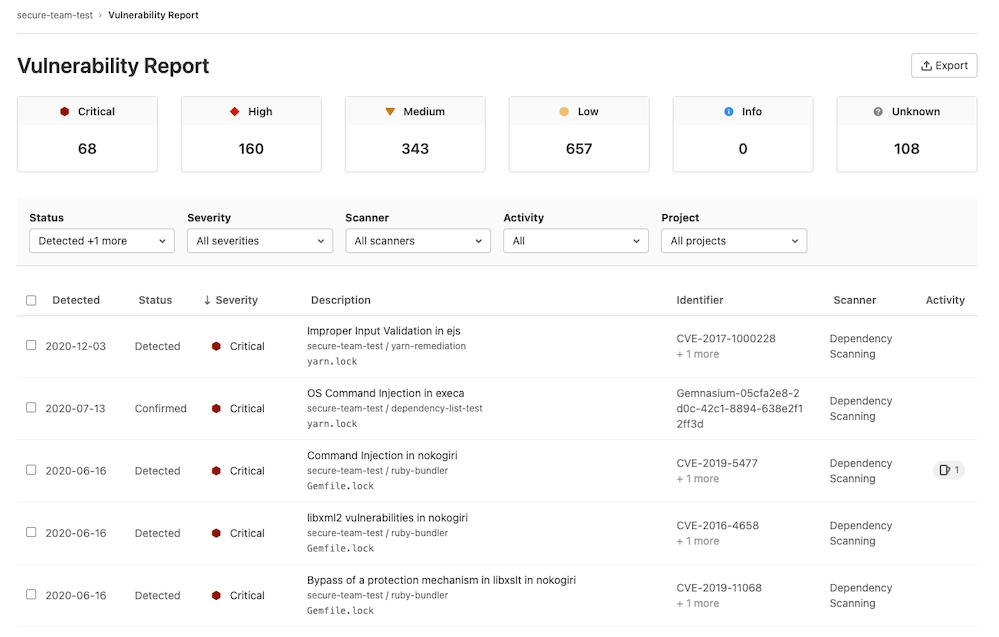 secure-team-test › Vulnerability Report
Vulnerability Report
Export
Critical
High
Medium
Low
Info
Unknown
68
160
343
657
0
108
Status
Severity
Scanner
Activity
Project
Detected +1 more
All severities
All scanners
All
All projects
Detected
Status
↓ Severity
Description
Identifier
Scanner
Activity
2020-12-03
Detected
Critical
Improper Input Validation in ejs
secure-team-test / yarn-remediation
yarn.lock
CVE-2017-1000228
+ 1 more
Dependency
Scanning
2020-07-13
Confirmed
Critical
OS Command Injection in execa
secure-team-test / dependency-list-test
yarn.lock
Gemnasium-05cfa2e8-2
d0c-42c1-8894-638e2f1
2ff3d
Dependency
Scanning
2020-06-16
Detected
Critical
Command Injection in nokogiri
secure-team-test / ruby-bundler
Gemfile.lock
CVE-2019-5477
+ 1 more
Dependency
Scanning
1
2020-06-16
Detected
Critical
libxml2 vulnerabilities in nokogiri
secure-team-test / ruby-bundler
Gemfile.lock
CVE-2016-4658
+ 1 more
Dependency
Scanning
2020-06-16
Detected
Critical
Bypass of a protection mechanism in libxslt in nokogiri
secure-team-test / ruby-bundler
Gemfile.lock
CVE-2019-11068
+ 1 more
Dependency
Scanning